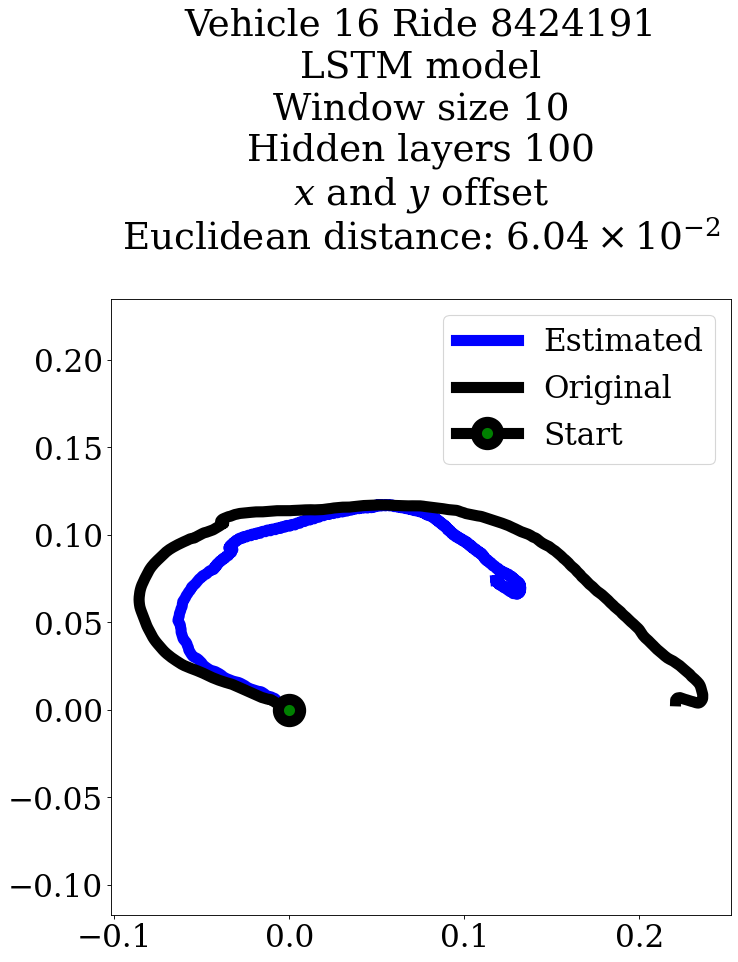 Vehicle 16 Ride 8424191
LSTM model
Window size 10
Hidden layers 100
x and y offset
Euclidean distance: 6.04 × 10⁻²
Estimated
Original
Start
0.20
0.15
0.10
0.05
0.00
−0.05
−0.10
−0.1 0.0 0.1 0.2